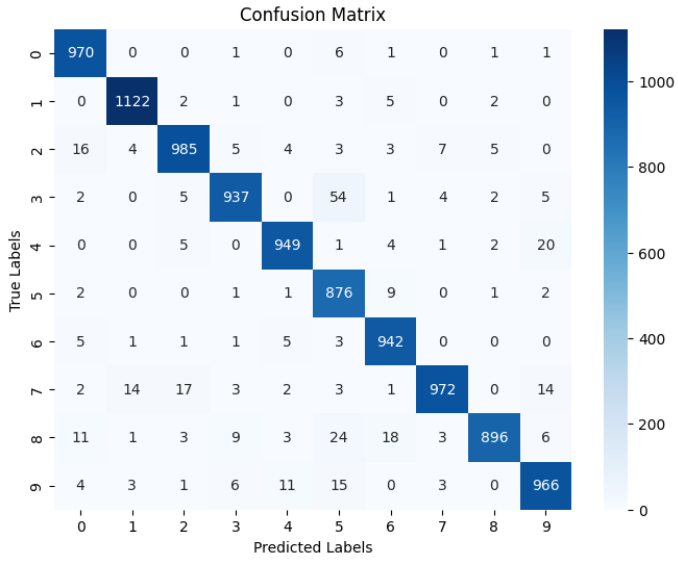 Confusion Matrix
0 970 0 0 1 0 6 1 0 1 1
1 0 1122 2 1 0 3 5 0 2 0
2 16 4 985 5 4 3 3 7 5 0
3 2 0 5 937 0 54 1 4 2 5
4 0 0 5 0 949 1 4 1 2 20
5 2 0 0 1 1 876 9 0 1 2
6 5 1 1 1 5 3 942 0 0 0
7 2 14 17 3 2 3 1 972 0 14
8 11 1 3 9 3 24 18 3 896 6
9 4 3 1 6 11 15 0 3 0 966
0 1 2 3 4 5 6 7 8 9
Predicted Labels
True Labels
1000
800
600
400
200
0